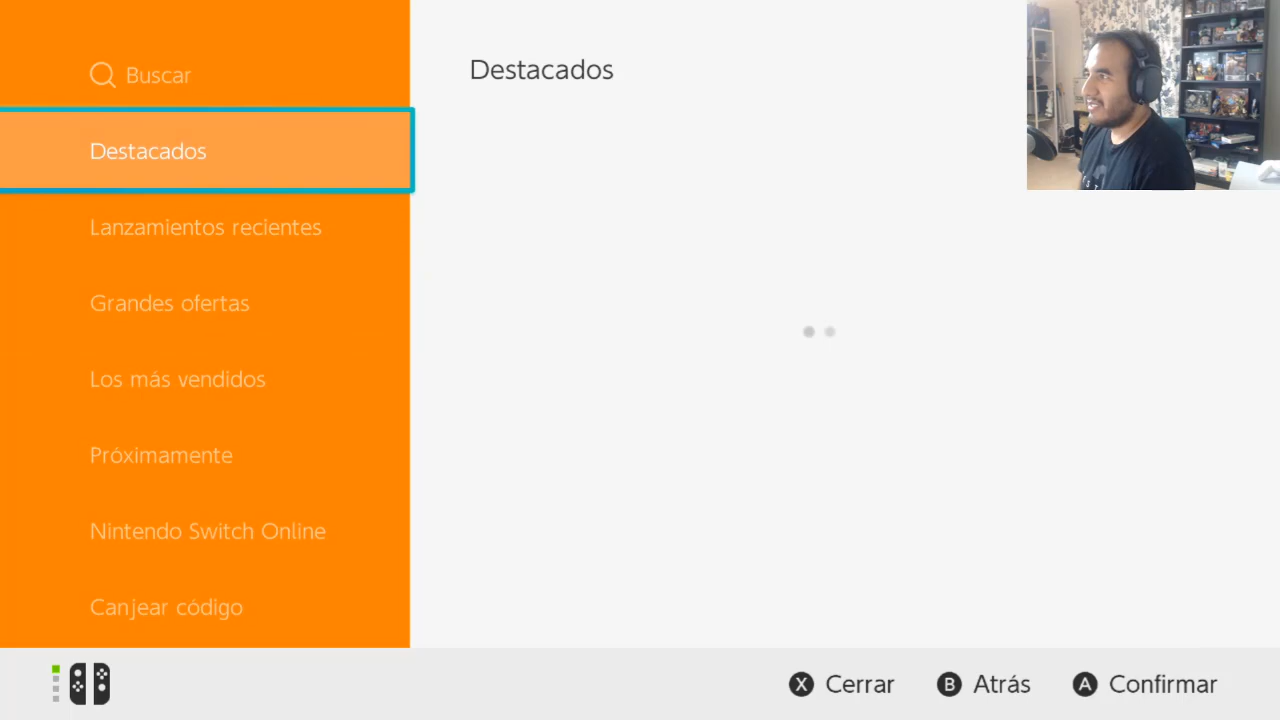 Buscar
Destacados
Lanzamientos recientes
Grandes ofertas
Los más vendidos
Próximamente
Nintendo Switch Online
Canjear código
Destacados
X Cerrar
B Atrás
A Confirmar